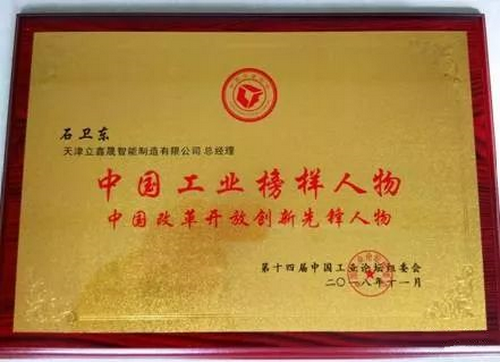 石卫东
天津立鑫晟智能制造有限公司 总经理
中国工业榜样人物
中国改革开放创新先锋人物
第十四届中国工业论坛组委会
二〇一八年十一月